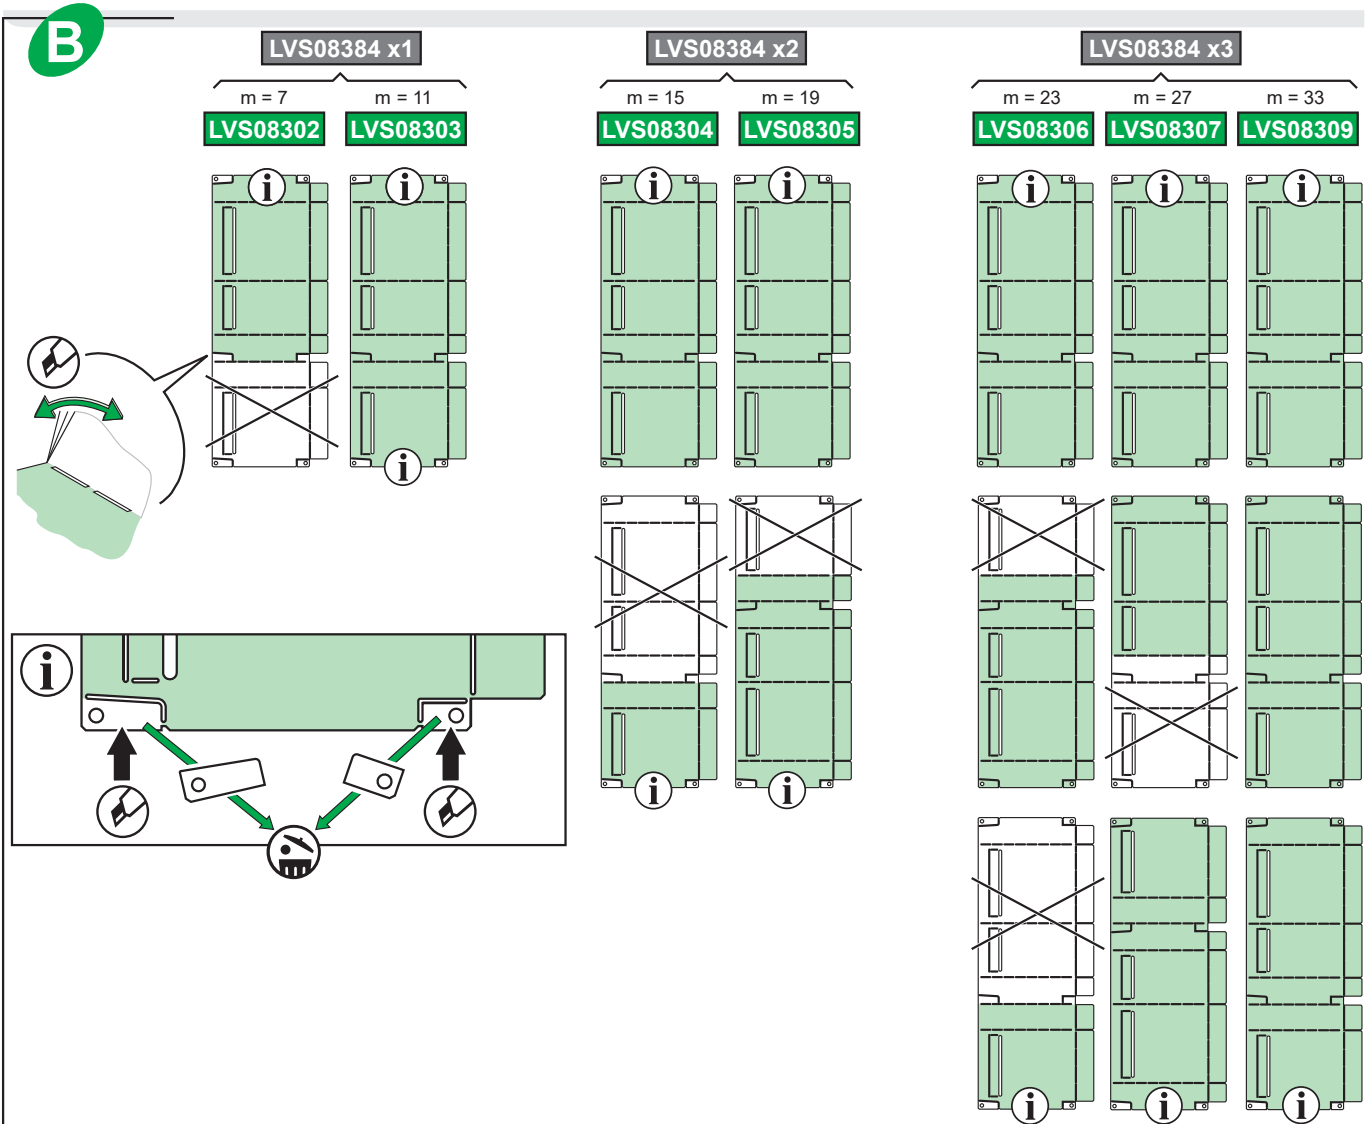 B
LVS08384 x1
LVS08384 x2
LVS08384 x3
m = 7
m = 11
m = 15
m = 19
m = 23
m = 27
m = 33
LVS08302
LVS08303
LVS08304
LVS08305
LVS08306
LVS08307
LVS08309
i
i
i
i
i
i
i
i
i
i
i
i
i
i